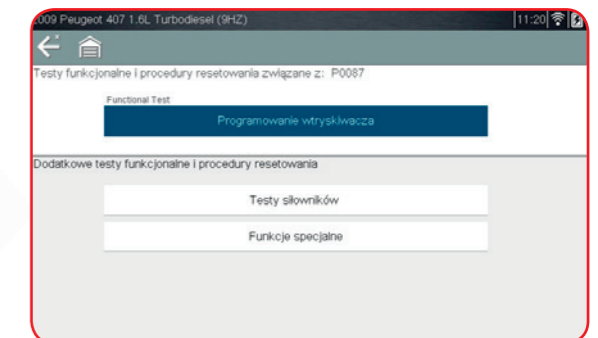 2009 Peugeot 407 1.6L Turbodiesel (9HZ) 11:20
Testy funkcjonalne i procedury resetowania związane z: P0087
Functional Test
Programowanie wtryskiwacza
Dodatkowe testy funkcjonalne i procedury resetowania
Testy siłowników
Funkcje specjalne